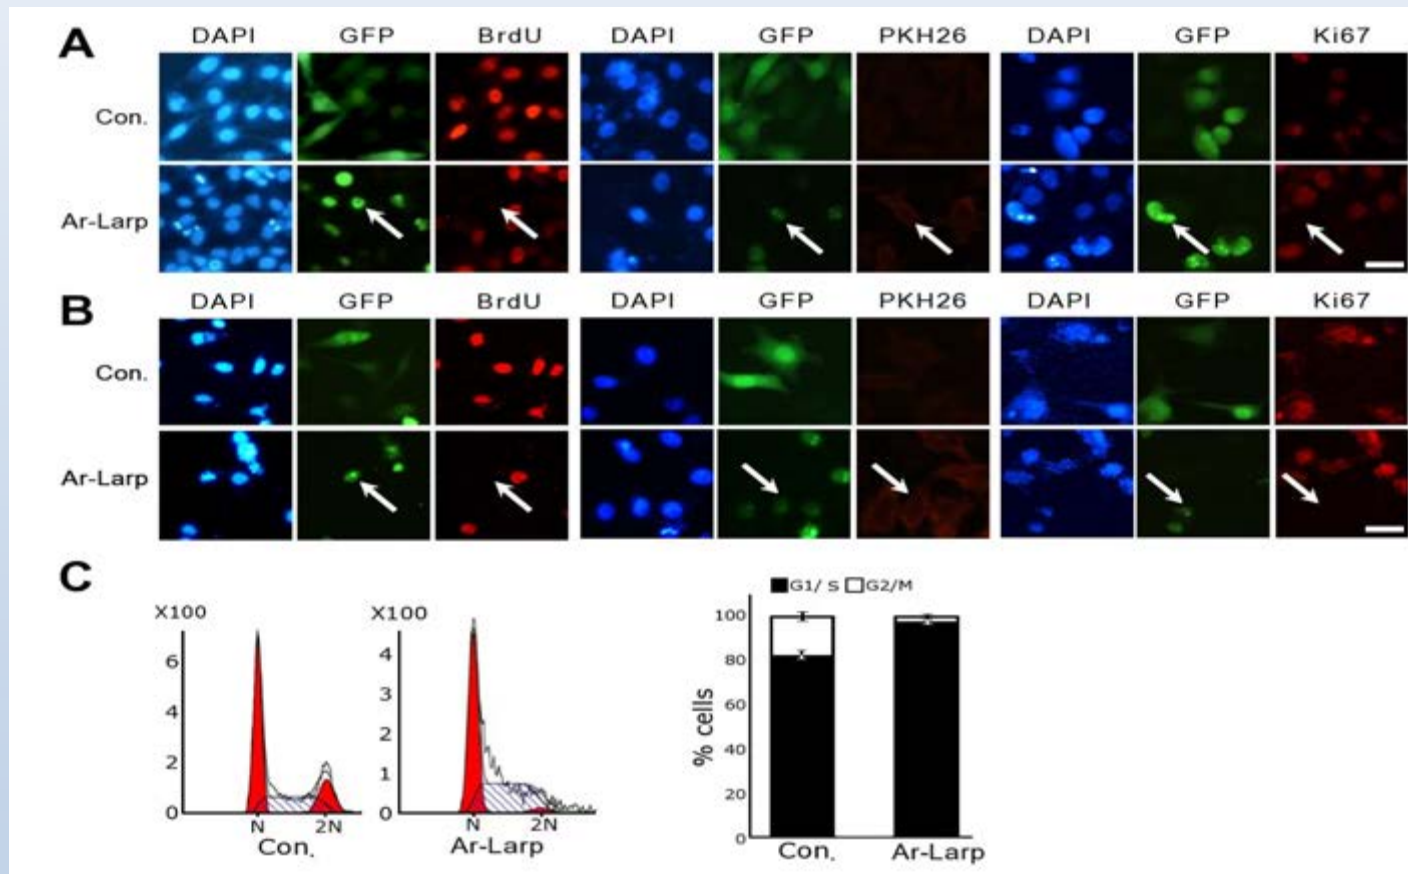 A
DAPI GFP BrdU DAPI GFP PKH26 DAPI GFP Ki67
Con.
Ar-Larp
B
DAPI GFP BrdU DAPI GFP PKH26 DAPI GFP Ki67
Con.
Ar-Larp
C
X100
6
4
2
0
N 2N
Con.
X100
4
3
2
1
0
N 2N
Ar-Larp
G1/ S G2/M
% cells
100
80
60
40
20
0
Con. Ar-Larp